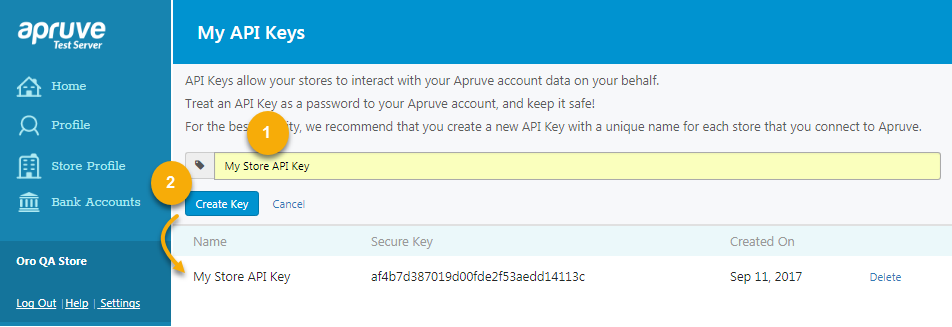 apruve
Test Server
My API Keys
Home
Profile
Store Profile
Bank Accounts
Oro QA Store
Log Out | Help | Settings
API Keys allow your stores to interact with your Apruve account data on your behalf.
Treat an API Key as a password to your Apruve account, and keep it safe!
For the best ity, we recommend that you create a new API Key with a unique name for each store that you connect to Apruve.
1
My Store API Key
2
Create Key Cancel
Name Secure Key Created On
My Store API Key af4b7d387019d00fde2f53aedd14113c Sep 11, 2017 Delete